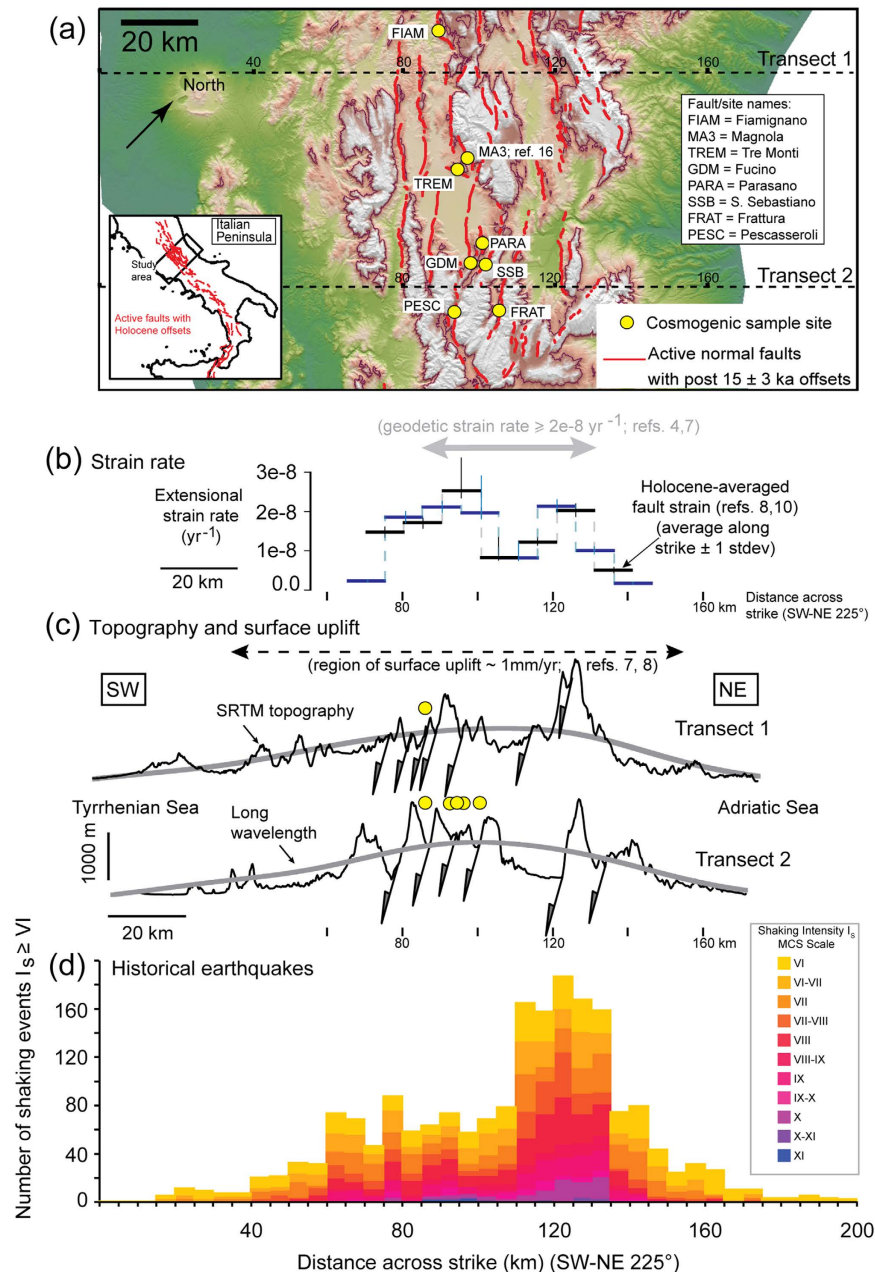 (a)
20 km
FIAM
80
120
Transect 1
40
160
North
MA3; ref. 16
TREM
Fault/site names:
FIAM = Fiamignano
MA3 = Magnola
TREM = Tre Monti
GDM = Fucino
PARA = Parasano
SSB = S. Sebastiano
FRAT = Frattura
PESC = Pescasseroli
Italian
Peninsula
Study
area
Active faults with
Holocene offsets
PARA
GDM
SSB
80
120
160
Transect 2
PESC
FRAT
Cosmogenic sample site
Active normal faults
with post 15 ± 3 ka offsets
(geodetic strain rate ⩾ 2e-8 yr -1; refs. 4,7)
(b) Strain rate
Extensional
strain rate
(yr-1)
20 km
3e-8
2e-8
1e-8
0.0
Holocene-averaged
fault strain (refs. 8,10)
(average along
strike ± 1 stdev)
80
120
160 km
Distance across
strike (SW-NE 225°)
(c) Topography and surface uplift
(region of surface uplift ~ 1mm/yr; refs. 7, 8)
SW
NE
SRTM topography
Transect 1
Tyrrhenian Sea
Adriatic Sea
Long
wavelength
1000 m
Transect 2
20 km
80
120
160 km
(d) Historical earthquakes
Number of shaking events Is ≥ VI
160
120
80
40
0
Shaking Intensity Is
MCS Scale
VI
VI-VII
VII
VII-VIII
VIII
VIII-IX
IX
IX-X
X
X-XI
XI
40
80
120
160
200
Distance across strike (km) (SW-NE 225°)